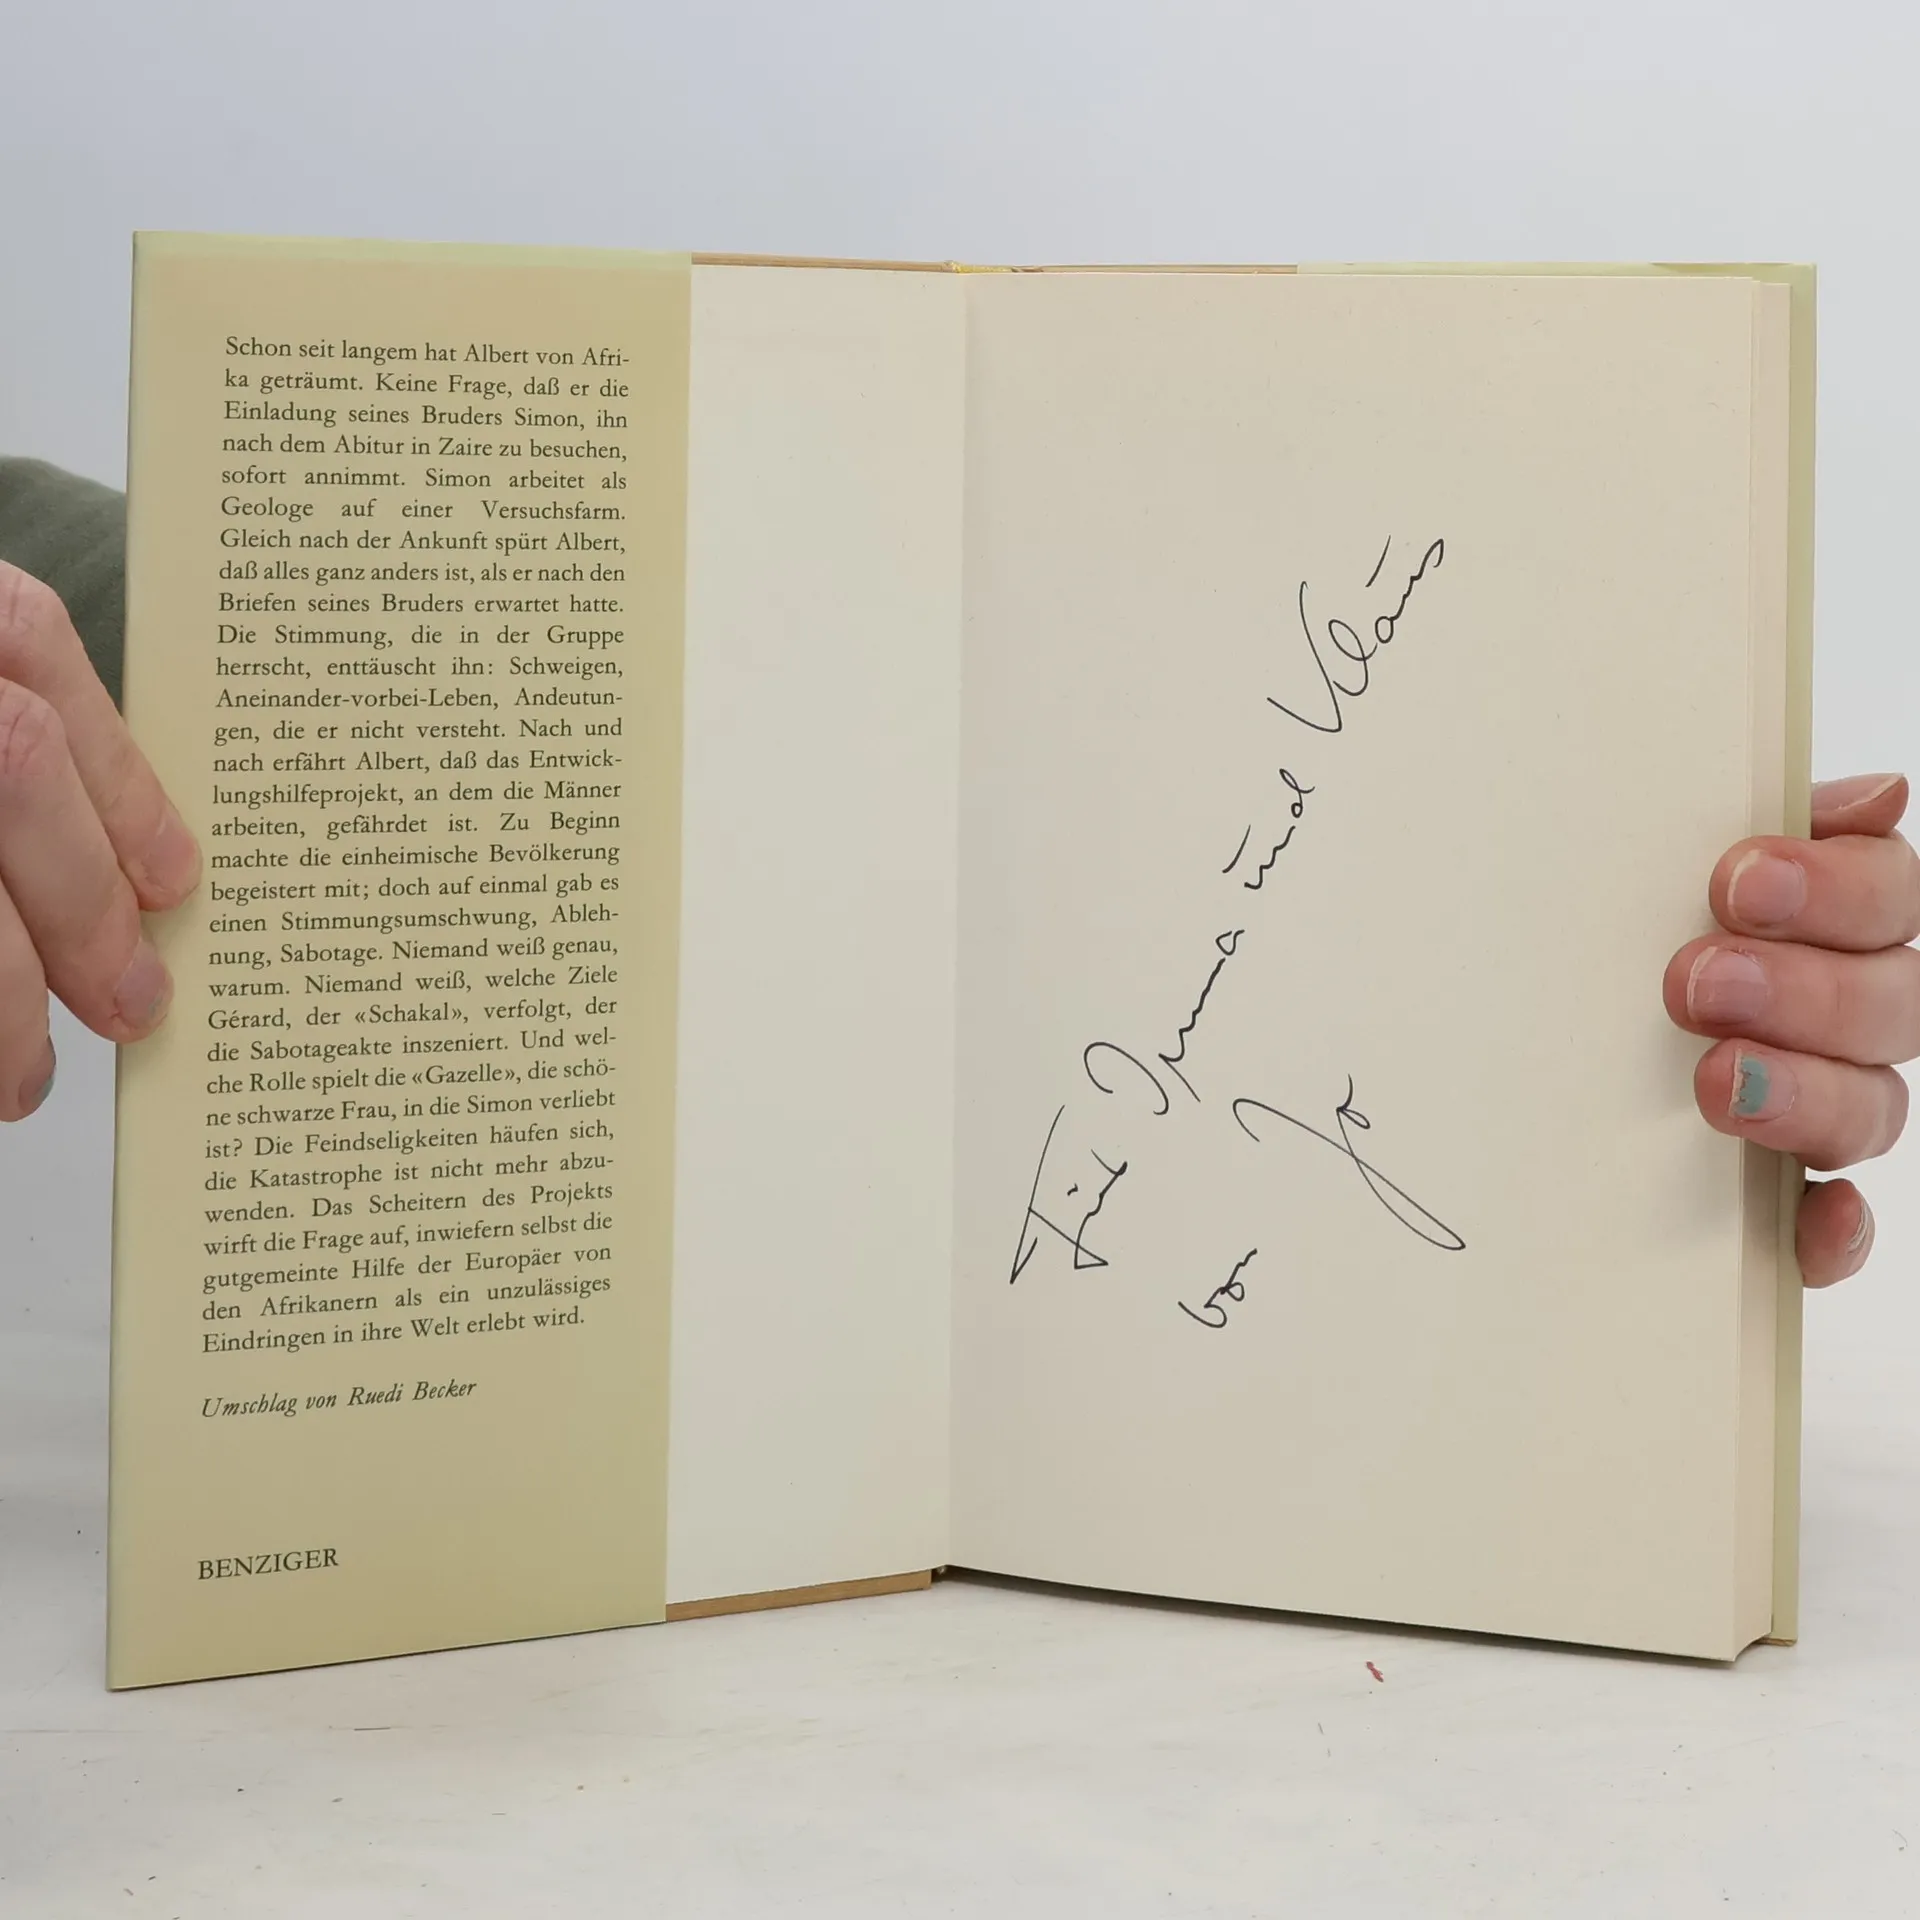 Schon seit langem hat Albert von Afri-
ka geträumt. Keine Frage, daß er die
Einladung seines Bruders Simon, ihn
nach dem Abitur in Zaire zu besuchen,
sofort annimmt. Simon arbeitet als
Geologe auf einer Versuchsfarm.
Gleich nach der Ankunft spürt Albert,
daß alles ganz anders ist, als er nach den
Briefen seines Bruders erwartet hatte.
Die Stimmung, die in der Gruppe
herrscht, enttäuscht ihn: Schweigen,
Aneinander-vorbei-Leben, Andeutun-
gen, die er nicht versteht. Nach und
nach erfährt Albert, daß das Entwick-
lungshilfeprojekt, an dem die Männer
arbeiten, gefährdet ist. Zu Beginn
machte die einheimische Bevölkerung
begeistert mit; doch auf einmal gab es
einen Stimmungsumschwung, Ableh-
nung, Sabotage. Niemand weiß genau,
warum. Niemand weiß, welche Ziele
Gérard, der «Schakal», verfolgt, der
die Sabotageakte inszeniert. Und wel-
che Rolle spielt die «Gazelle», die schö-
ne schwarze Frau, in die Simon verliebt
ist? Die Feindseligkeiten häufen sich,
die Katastrophe ist nicht mehr abzu-
wenden. Das Scheitern des Projekts
wirft die Frage auf, inwiefern selbst die
gutgemeinte Hilfe der Europäer von
den Afrikanern als ein unzulässiges
Eindringen in ihre Welt erlebt wird.
Umschlag von Ruedi Becker
BENZIGER
Für Irma und Klaus
von Jo